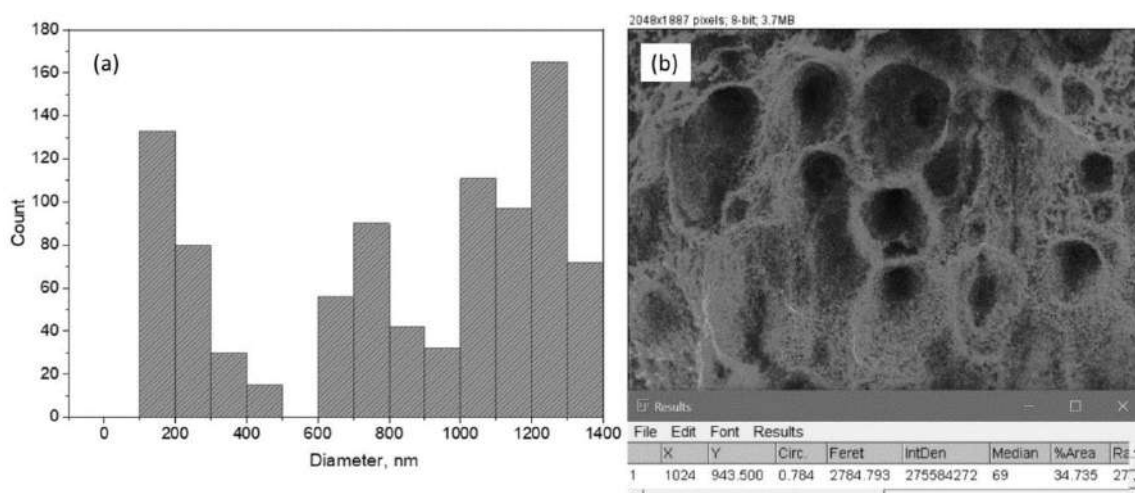 2048x1887 pixels; 8-bit; 3.7MB
(a)
(b)
180
160
140
120
100
80
60
40
20
0
Count
0 200 400 600 800 1000 1200 1400
Diameter, nm
Results
File Edit Font Results
X Y Circ. Feret IntDen Median %Area
1 1024 943.500 0.784 2784.793 275584272 69 34.735